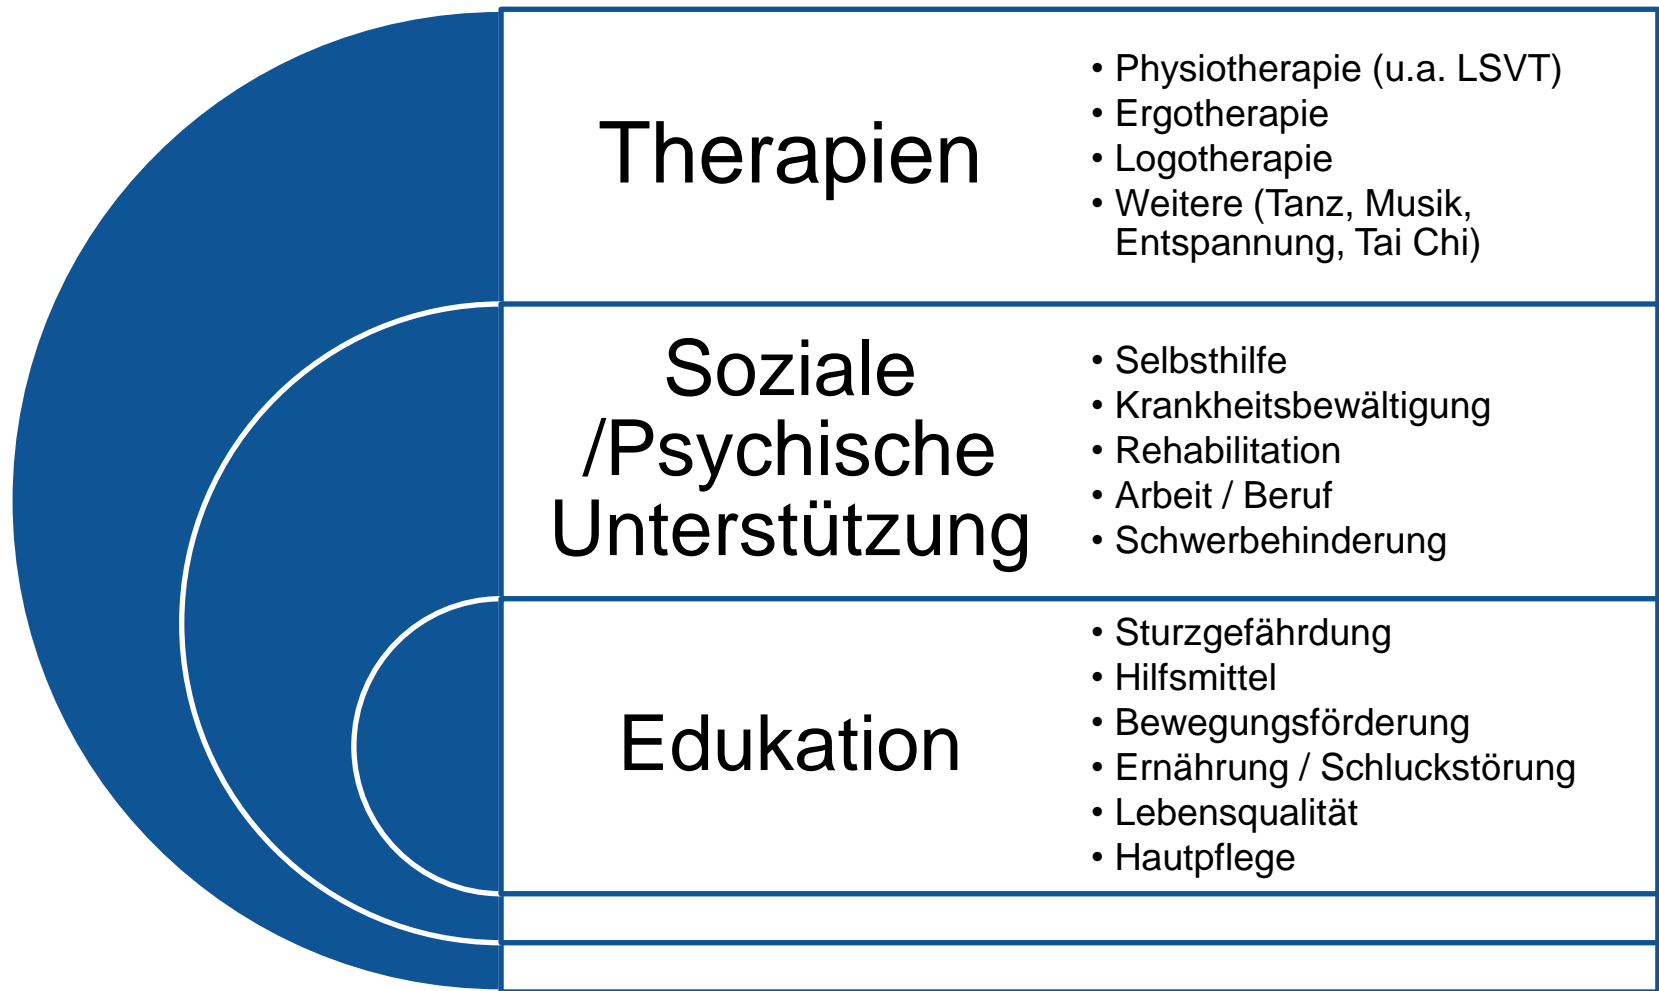 Therapien
• Physiotherapie (u.a. LSVT)
• Ergotherapie
• Logotherapie
• Weitere (Tanz, Musik,
Entspannung, Tai Chi)
Soziale
/Psychische
Unterstützung
• Selbsthilfe
• Krankheitsbewältigung
• Rehabilitation
• Arbeit / Beruf
• Schwerbehinderung
Edukation
• Sturzgefährdung
• Hilfsmittel
• Bewegungsförderung
• Ernährung / Schluckstörung
• Lebensqualität
• Hautpflege